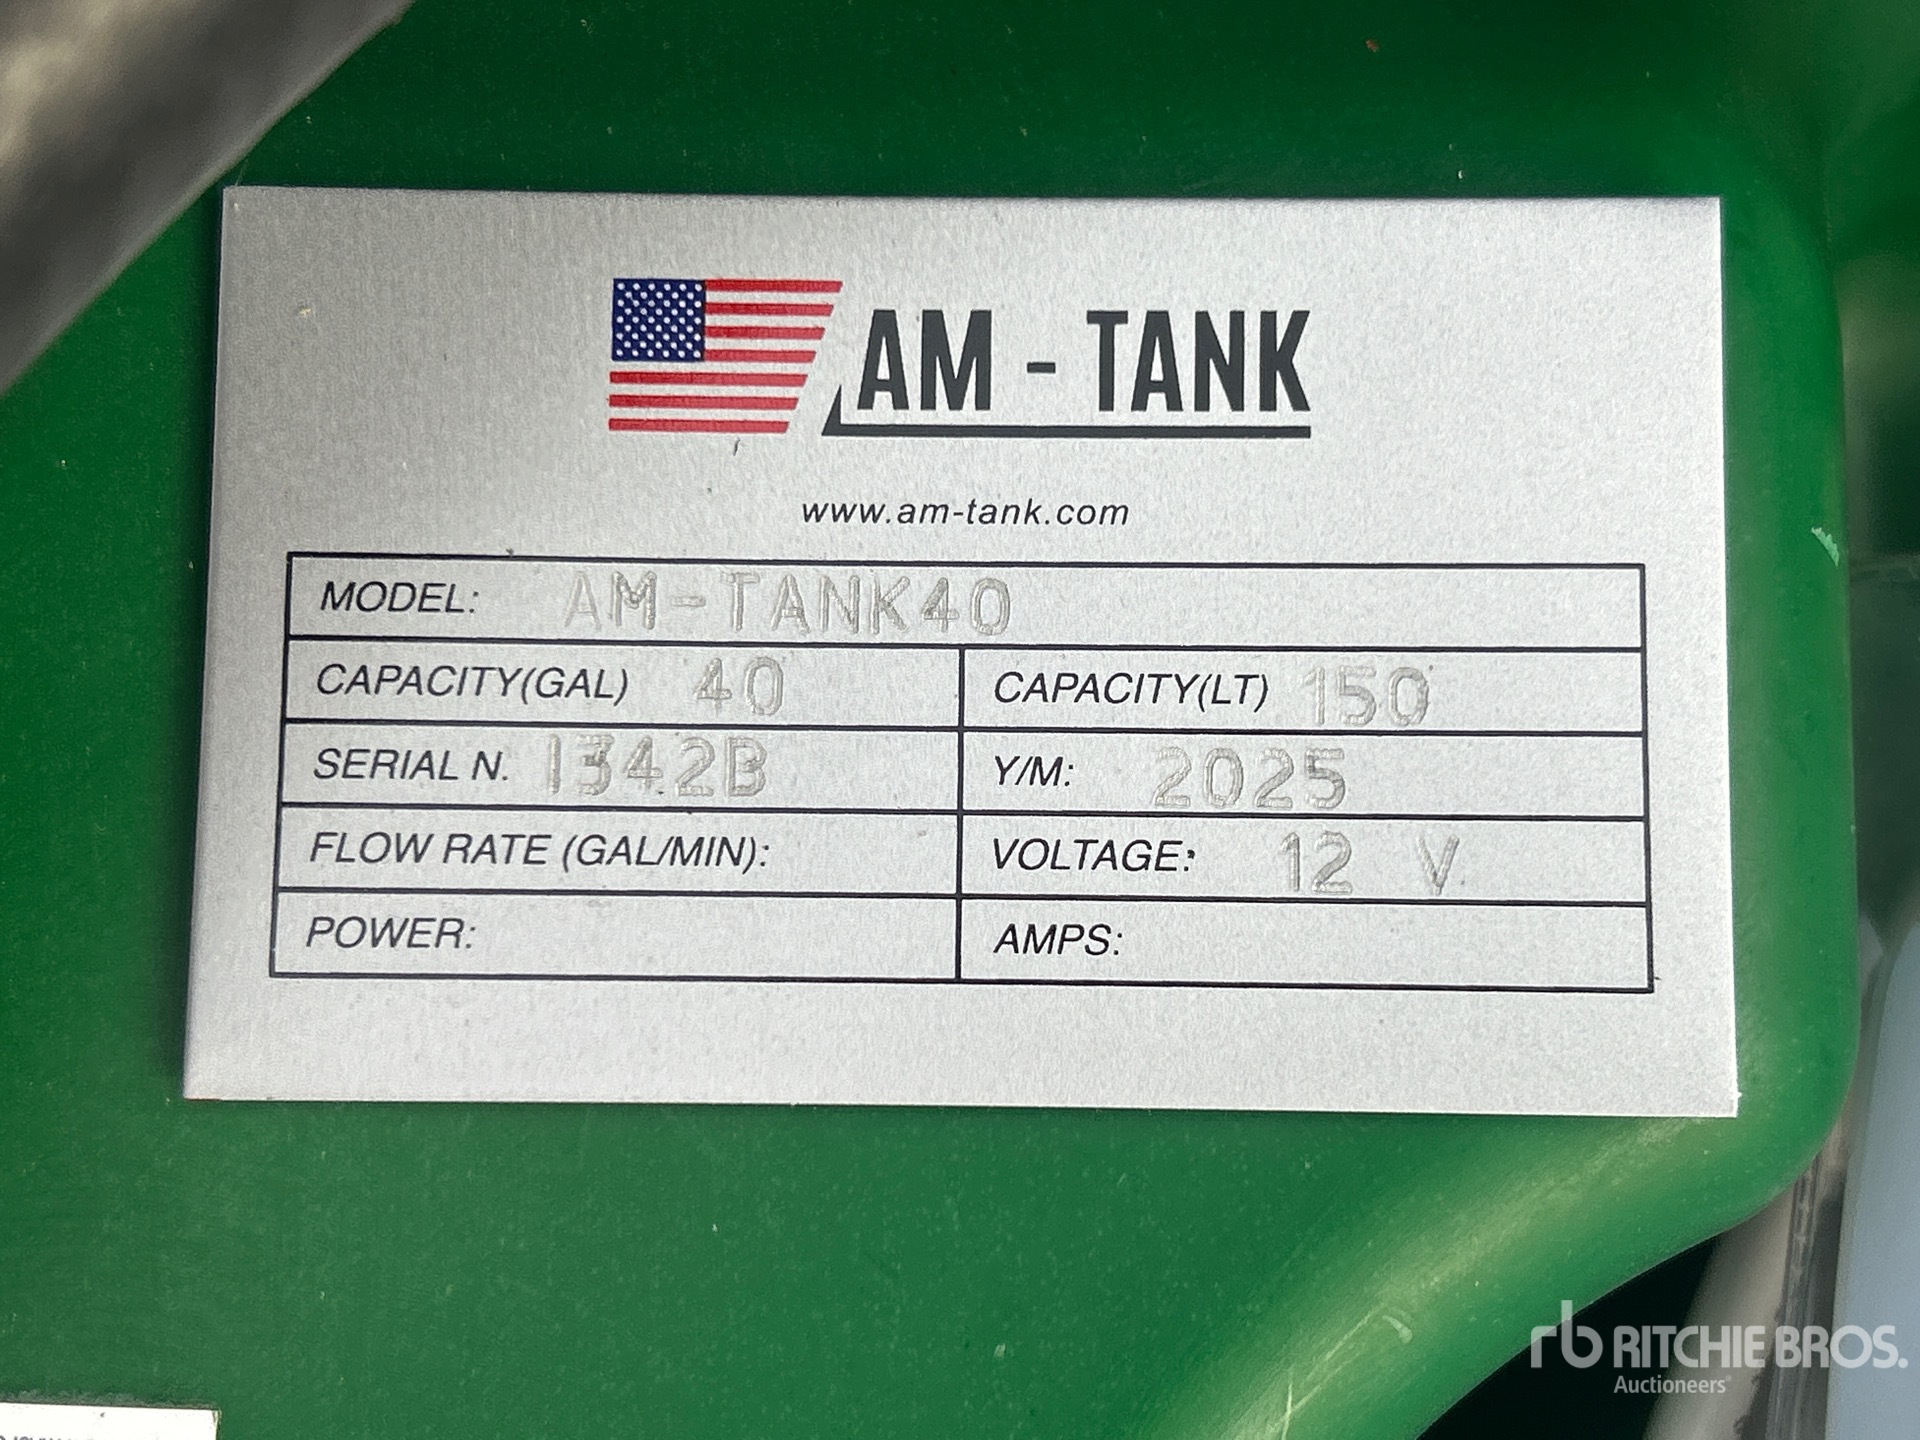 AM - TANK
www.am-tank.com
MODEL: AM-TANK40
CAPACITY(GAL) 40 CAPACITY(LT) 150
SERIAL N. 1342B Y/M: 2025
FLOW RATE (GAL/MIN): VOLTAGE: 12 V
POWER: AMPS:
rb RITCHIE BROS.
Auctioneers